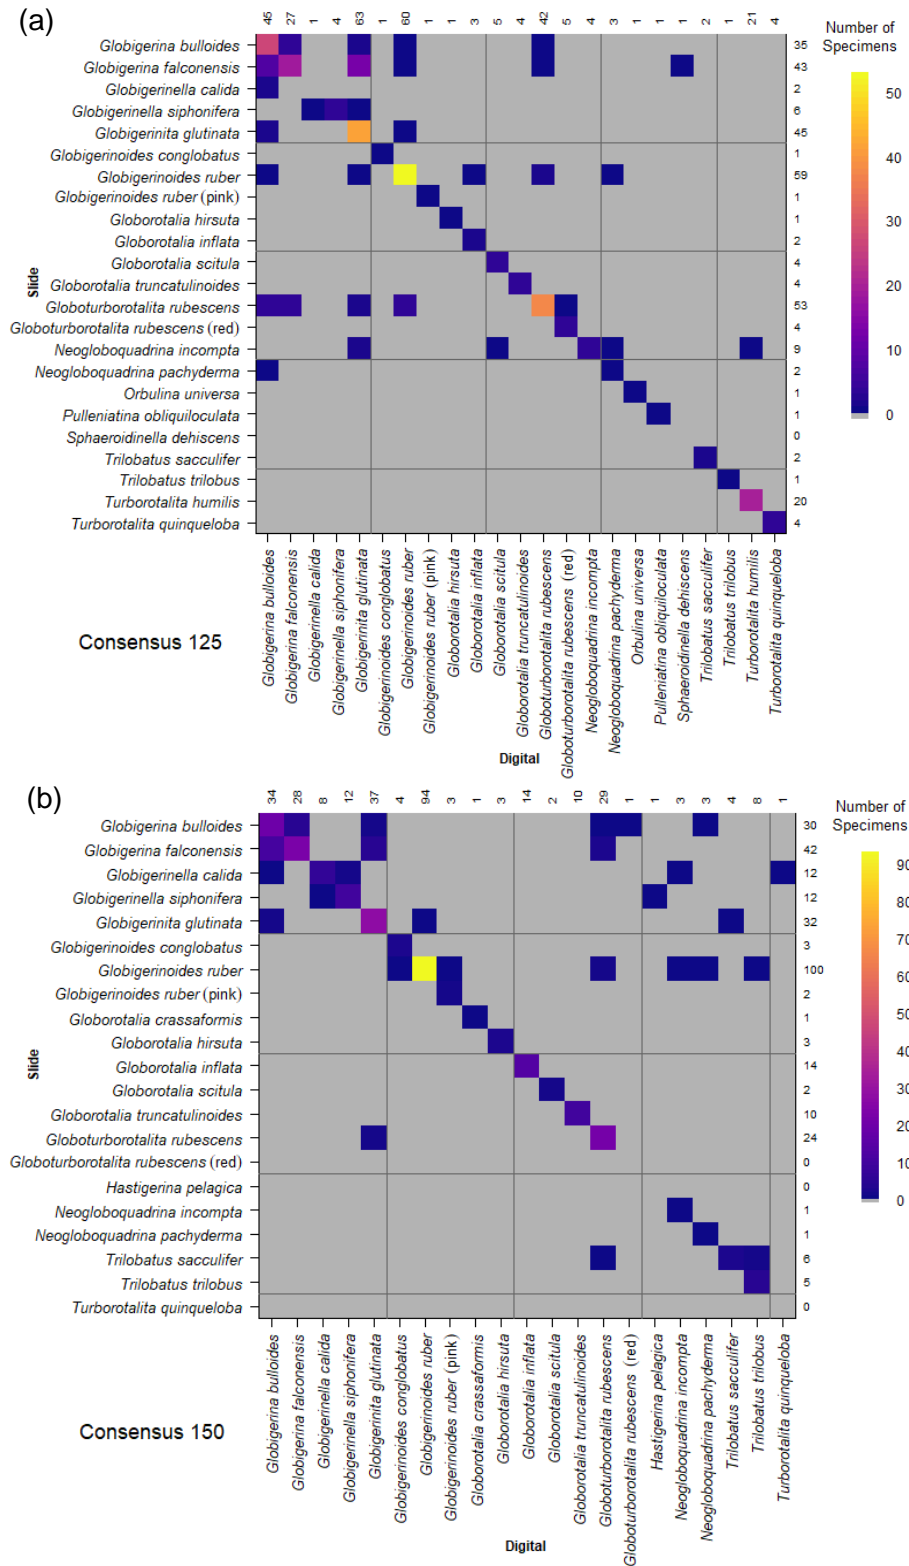 (a)
45 27 1 4 63 1 60 1 1 3 4 4 42 5 4 3 1 1 1 2 1 21 4
Number of
Specimens
Globigerina bulloides 35
Globigerina falconensis 43
Globigerinella calida 2
Globigerinella siphonifera 6
Globigerinita glutinata 45
Globigerinoides conglobatus 1
Globigerinoides ruber 59
Globigerinoides ruber (pink) 1
Globorotalia hirsuta 1
Globorotalia inflata 2
Globorotalia scitula 4
Globorotalia truncatulinoides 4
Globoturborotalita rubescens 53
Globoturborotalita rubescens (red) 4
Neogloboquadrina incompta 9
Neogloboquadrina pachyderma 2
Orbulina universa 1
Pulleniatina obliquiloculata 1
Sphaeroidinella dehiscens 0
Trilobatus sacculifer 2
Trilobatus trilobus 1
Turborotalita humilis 20
Turborotalita quinqueloba 4
Slide
50
40
30
20
10
0
Globigerina bulloides
Globigerina falconensis
Globigerinella calida
Globigerinella siphonifera
Globigerinita glutinata
Globigerinoides conglobatus
Globigerinoides ruber
Globigerinoides ruber (pink)
Globorotalia hirsuta
Globorotalia inflata
Globorotalia scitula
Globorotalia truncatulinoides
Globoturborotalita rubescens
Globoturborotalita rubescens (red)
Neogloboquadrina incompta
Neogloboquadrina pachyderma
Orbulina universa
Pulleniatina obliquiloculata
Sphaeroidinella dehiscens
Trilobatus sacculifer
Trilobatus trilobus
Turborotalita humilis
Turborotalita quinqueloba
Consensus 125
Digital
(b)
34 28 8 12 37 4 94 3 1 3 14 2 10 29 1 1 3 3 4 8 1
Number of
Specimens
Globigerina bulloides 30
Globigerina falconensis 42
Globigerinella calida 12
Globigerinella siphonifera 12
Globigerinita glutinata 32
Globigerinoides conglobatus 3
Globigerinoides ruber 100
Globigerinoides ruber (pink) 2
Globorotalia crassaformis 1
Globorotalia hirsuta 3
Globorotalia inflata 14
Globorotalia scitula 2
Globorotalia truncatulinoides 10
Globoturborotalita rubescens 24
Globoturborotalita rubescens (red) 0
Hastigerina pelagica 0
Neogloboquadrina incompta 1
Neogloboquadrina pachyderma 1
Trilobatus sacculifer 6
Trilobatus trilobus 5
Turborotalita quinqueloba 0
Slide
90
80
70
60
50
40
30
20
10
0
Globigerina bulloides
Globigerina falconensis
Globigerinella calida
Globigerinella siphonifera
Globigerinita glutinata
Globigerinoides conglobatus
Globigerinoides ruber
Globigerinoides ruber (pink)
Globorotalia crassaformis
Globorotalia hirsuta
Globorotalia inflata
Globorotalia scitula
Globorotalia truncatulinoides
Globoturborotalita rubescens
Globoturborotalita rubescens (red)
Hastigerina pelagica
Neogloboquadrina incompta
Neogloboquadrina pachyderma
Trilobatus sacculifer
Trilobatus trilobus
Turborotalita quinqueloba
Consensus 150
Digital